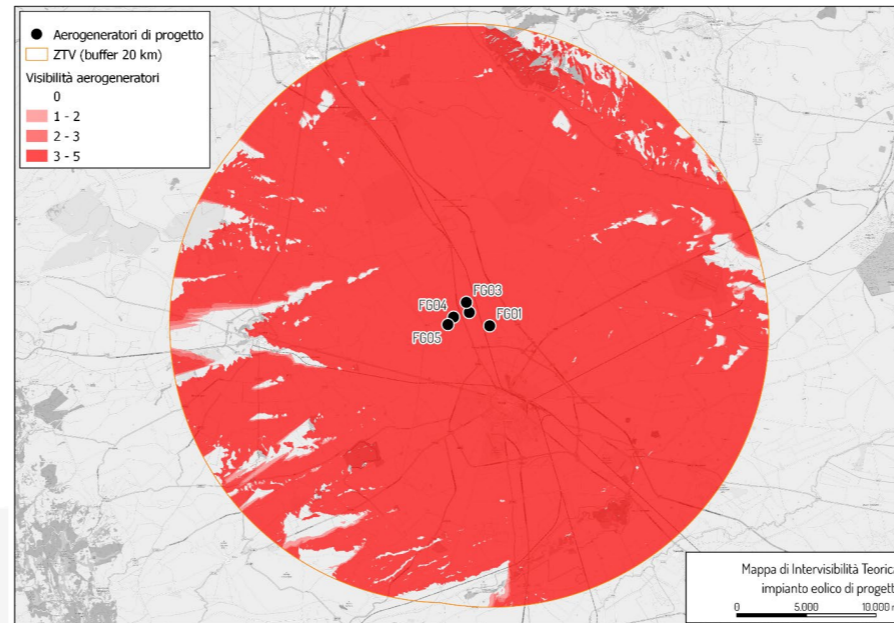 Aerogeneratori di progetto
ZTV (buffer 20 km)
Visibilità aerogeneratori
0
1 - 2
2 - 3
3 - 5
FG03
FG04
FG01
FG05
Mappa di Intervisibilità Teorica
impianto eolico di progett
0 5.000 10.000 m